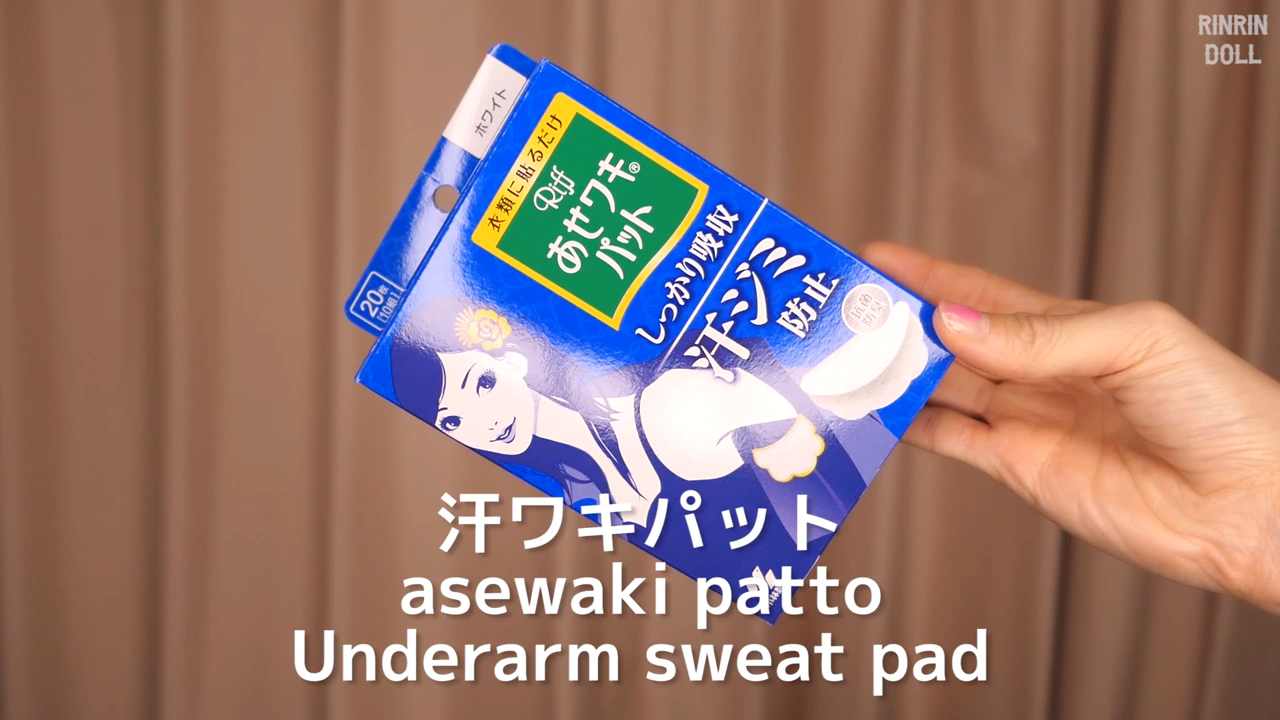 RINRIN
DOLL
ホワイト
衣類に貼るだけ
Riff
あせワキ®
パット
しっかり吸収
汗ジミ
防止
抗菌
防臭
20枚
[10組]
汗ワキパット
asewaki patto
Underarm sweat pad